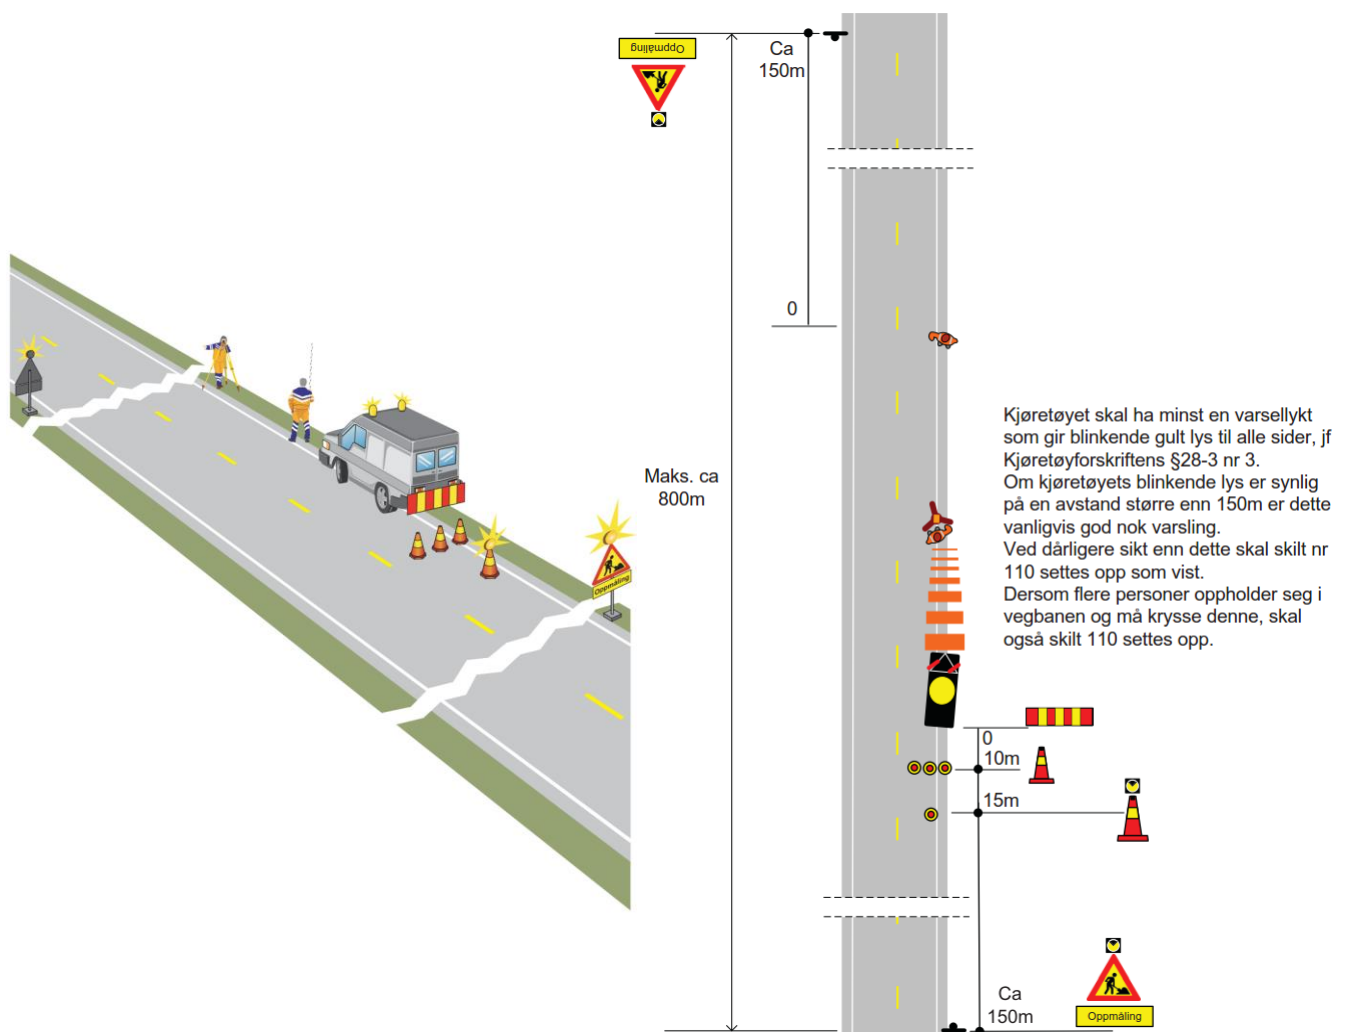 Oppmåling
Ca
150m
0
Maks. ca
800m
Kjøretøyet skal ha minst en varsellykt
som gir blinkende gult lys til alle sider, jf
Kjøretøyforskriftens §28-3 nr 3.
Om kjøretøyets blinkende lys er synlig
på en avstand større enn 150m er dette
vanligvis god nok varsling.
Ved dårligere sikt enn dette skal skilt nr
110 settes opp som vist.
Dersom flere personer oppholder seg i
vegbanen og må krysse denne, skal
også skilt 110 settes opp.
Oppmåling
0
10m
15m
Ca
150m
Oppmåling